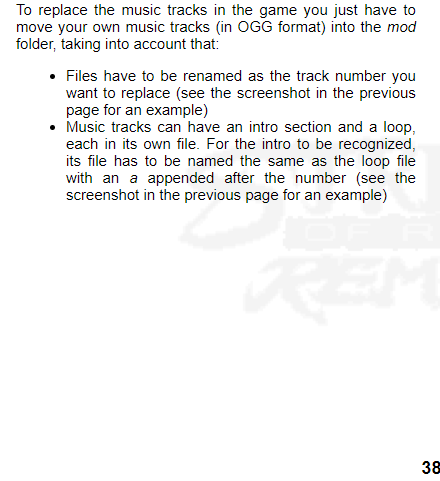 To replace the music tracks in the game you just have to
move your own music tracks (in OGG format) into the mod
folder, taking into account that:
• Files have to be renamed as the track number you
want to replace (see the screenshot in the previous
page for an example)
• Music tracks can have an intro section and a loop,
each in its own file. For the intro to be recognized,
its file has to be named the same as the loop file
with an a appended after the number (see the
screenshot in the previous page for an example)
OF R
REM
38